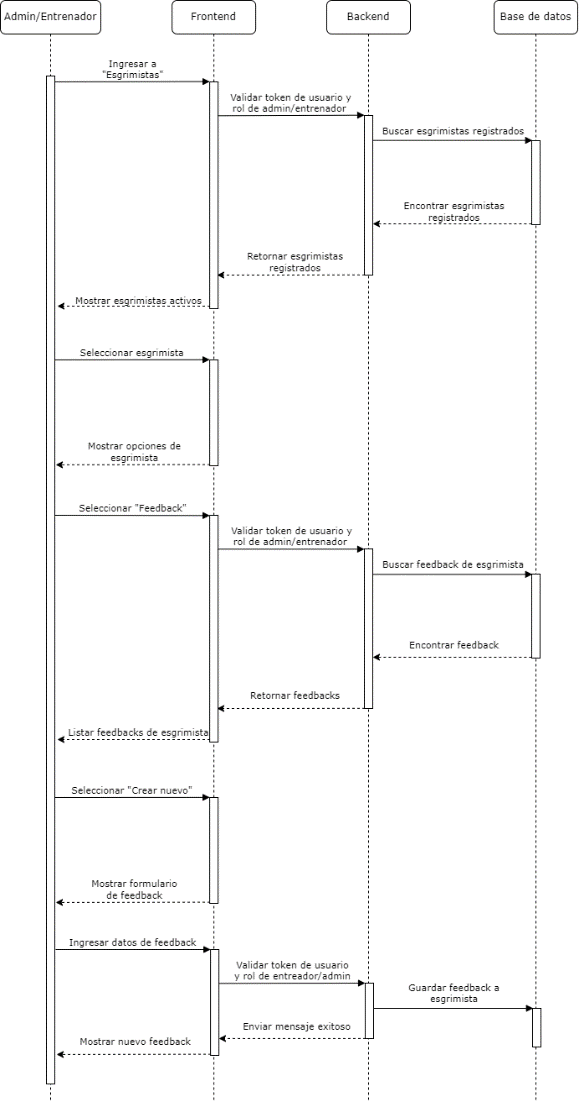 Admin/Entrenador
Frontend
Backend
Base de datos
Ingresar a
"Esgrimistas"
Validar token de usuario y
rol de admin/entrenador
Buscar esgrimistas registrados
Encontrar esgrimistas
registrados
Retornar esgrimistas
registrados
Mostrar esgrimistas activos
Seleccionar esgrimista
Mostrar opciones de
esgrimista
Seleccionar "Feedback"
Validar token de usuario y
rol de admin/entrenador
Buscar feedback de esgrimista
Encontrar feedback
Retornar feedbacks
Listar feedbacks de esgrimista
Seleccionar "Crear nuevo"
Mostrar formulario
de feedback
Ingresar datos de feedback
Validar token de usuario
y rol de entreador/admin
Guardar feedback a
esgrimista
Enviar mensaje exitoso
Mostrar nuevo feedback